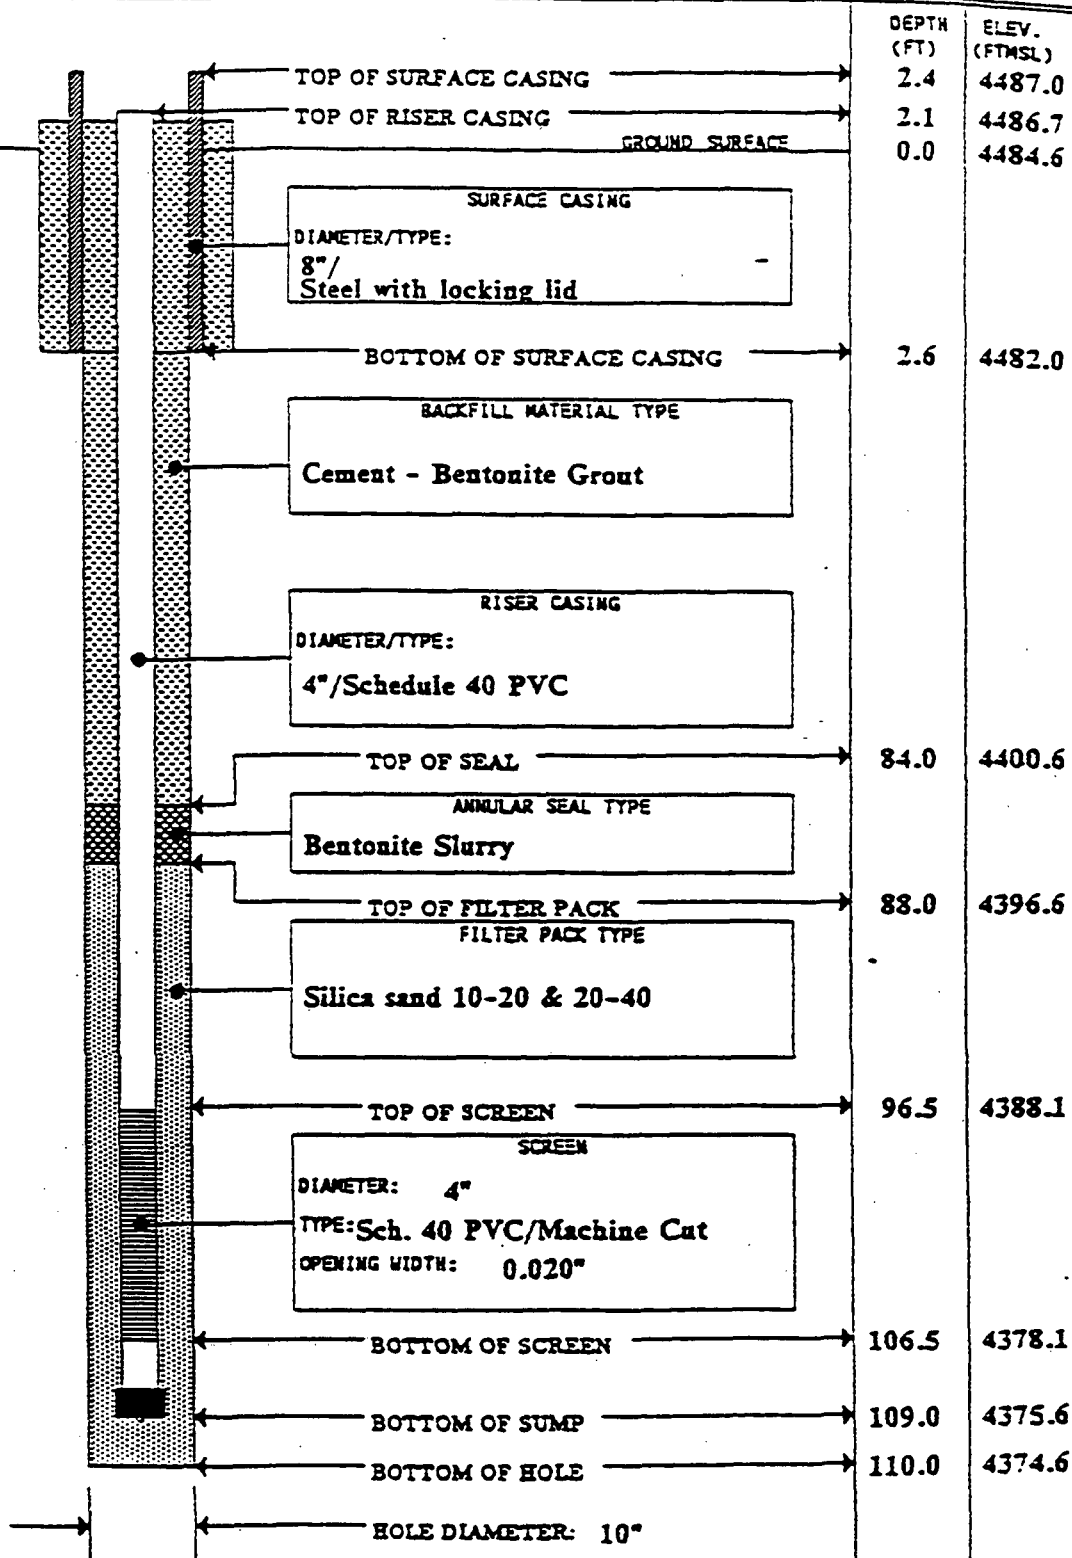 DEPTH ELEV.
(FT) (FTMSL)
TOP OF SURFACE CASING 2.4 4487.0
TOP OF RISER CASING 2.1 4486.7
GROUND SURFACE 0.0 4484.6
SURFACE CASING
DIAMETER/TYPE:
8"/
Steel with locking lid
BOTTOM OF SURFACE CASING 2.6 4482.0
BACKFILL MATERIAL TYPE
Cement - Bentonite Grout
RISER CASING
DIAMETER/TYPE:
4"/Schedule 40 PVC
TOP OF SEAL 84.0 4400.6
ANNULAR SEAL TYPE
Bentonite Slurry
TOP OF FILTER PACK 88.0 4396.6
FILTER PACK TYPE
Silica sand 10-20 & 20-40
TOP OF SCREEN 96.5 4388.1
SCREEN
DIAMETER: 4"
TYPE: Sch. 40 PVC/Machine Cut
OPENING WIDTH: 0.020"
BOTTOM OF SCREEN 106.5 4378.1
BOTTOM OF SUMP 109.0 4375.6
BOTTOM OF HOLE 110.0 4374.6
HOLE DIAMETER: 10"